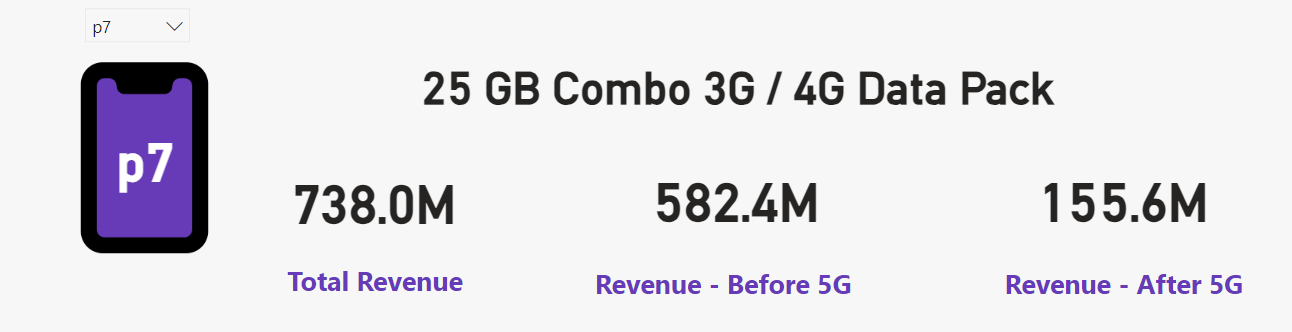 p7
25 GB Combo 3G / 4G Data Pack
p7
738.0M
582.4M
155.6M
Total Revenue
Revenue - Before 5G
Revenue - After 5G